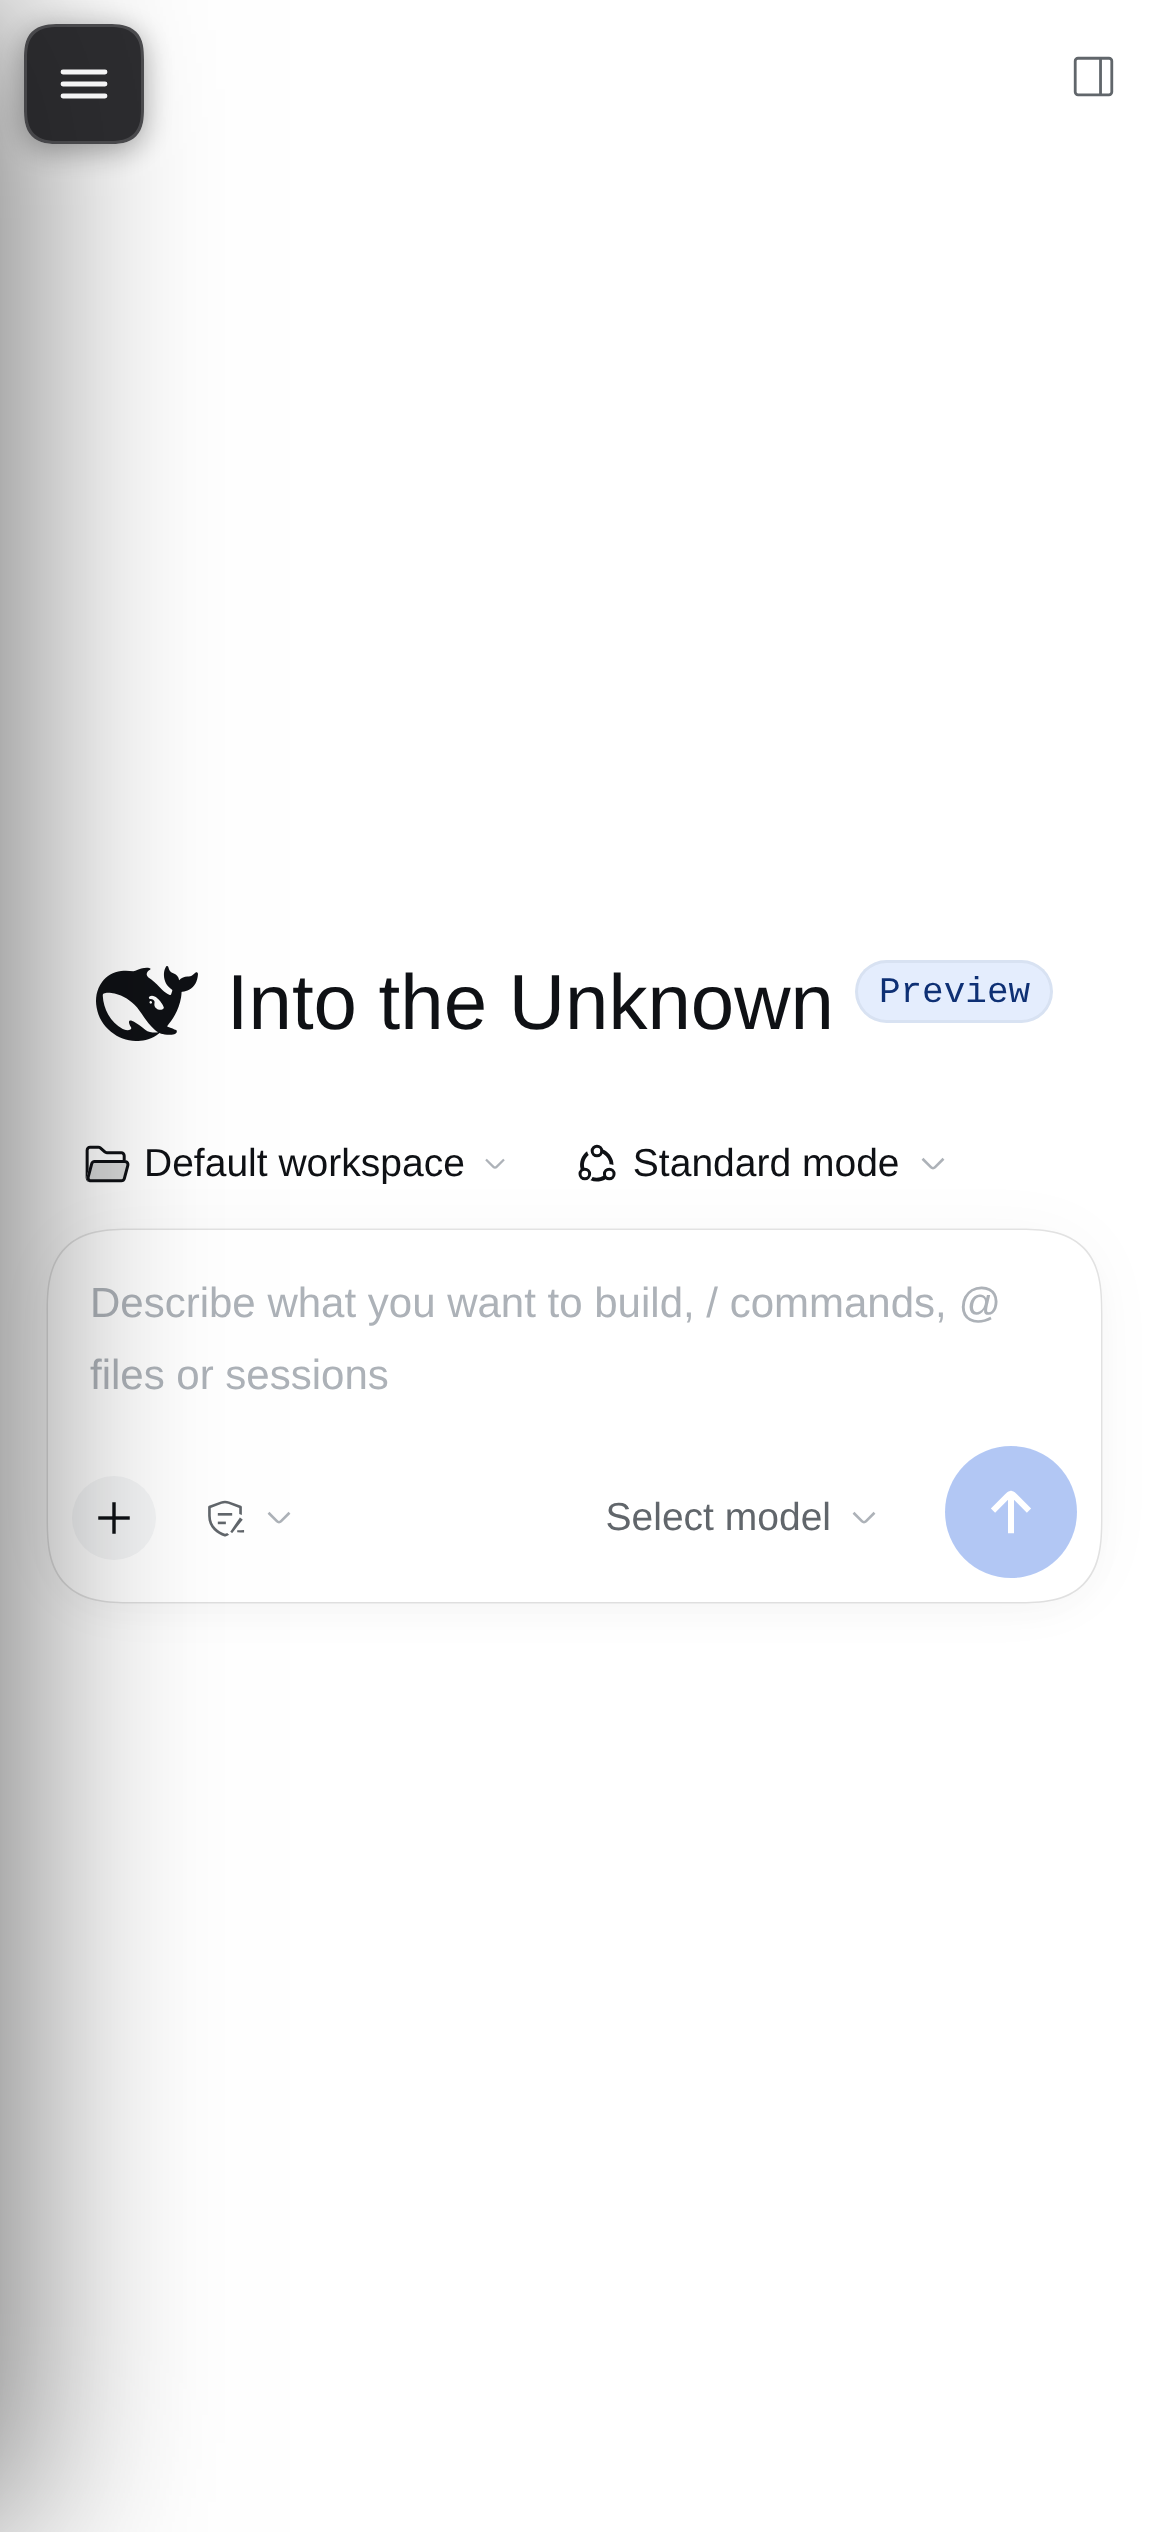 Into the Unknown Preview
Default workspace Standard mode
Describe what you want to build, / commands, @
files or sessions
Select model